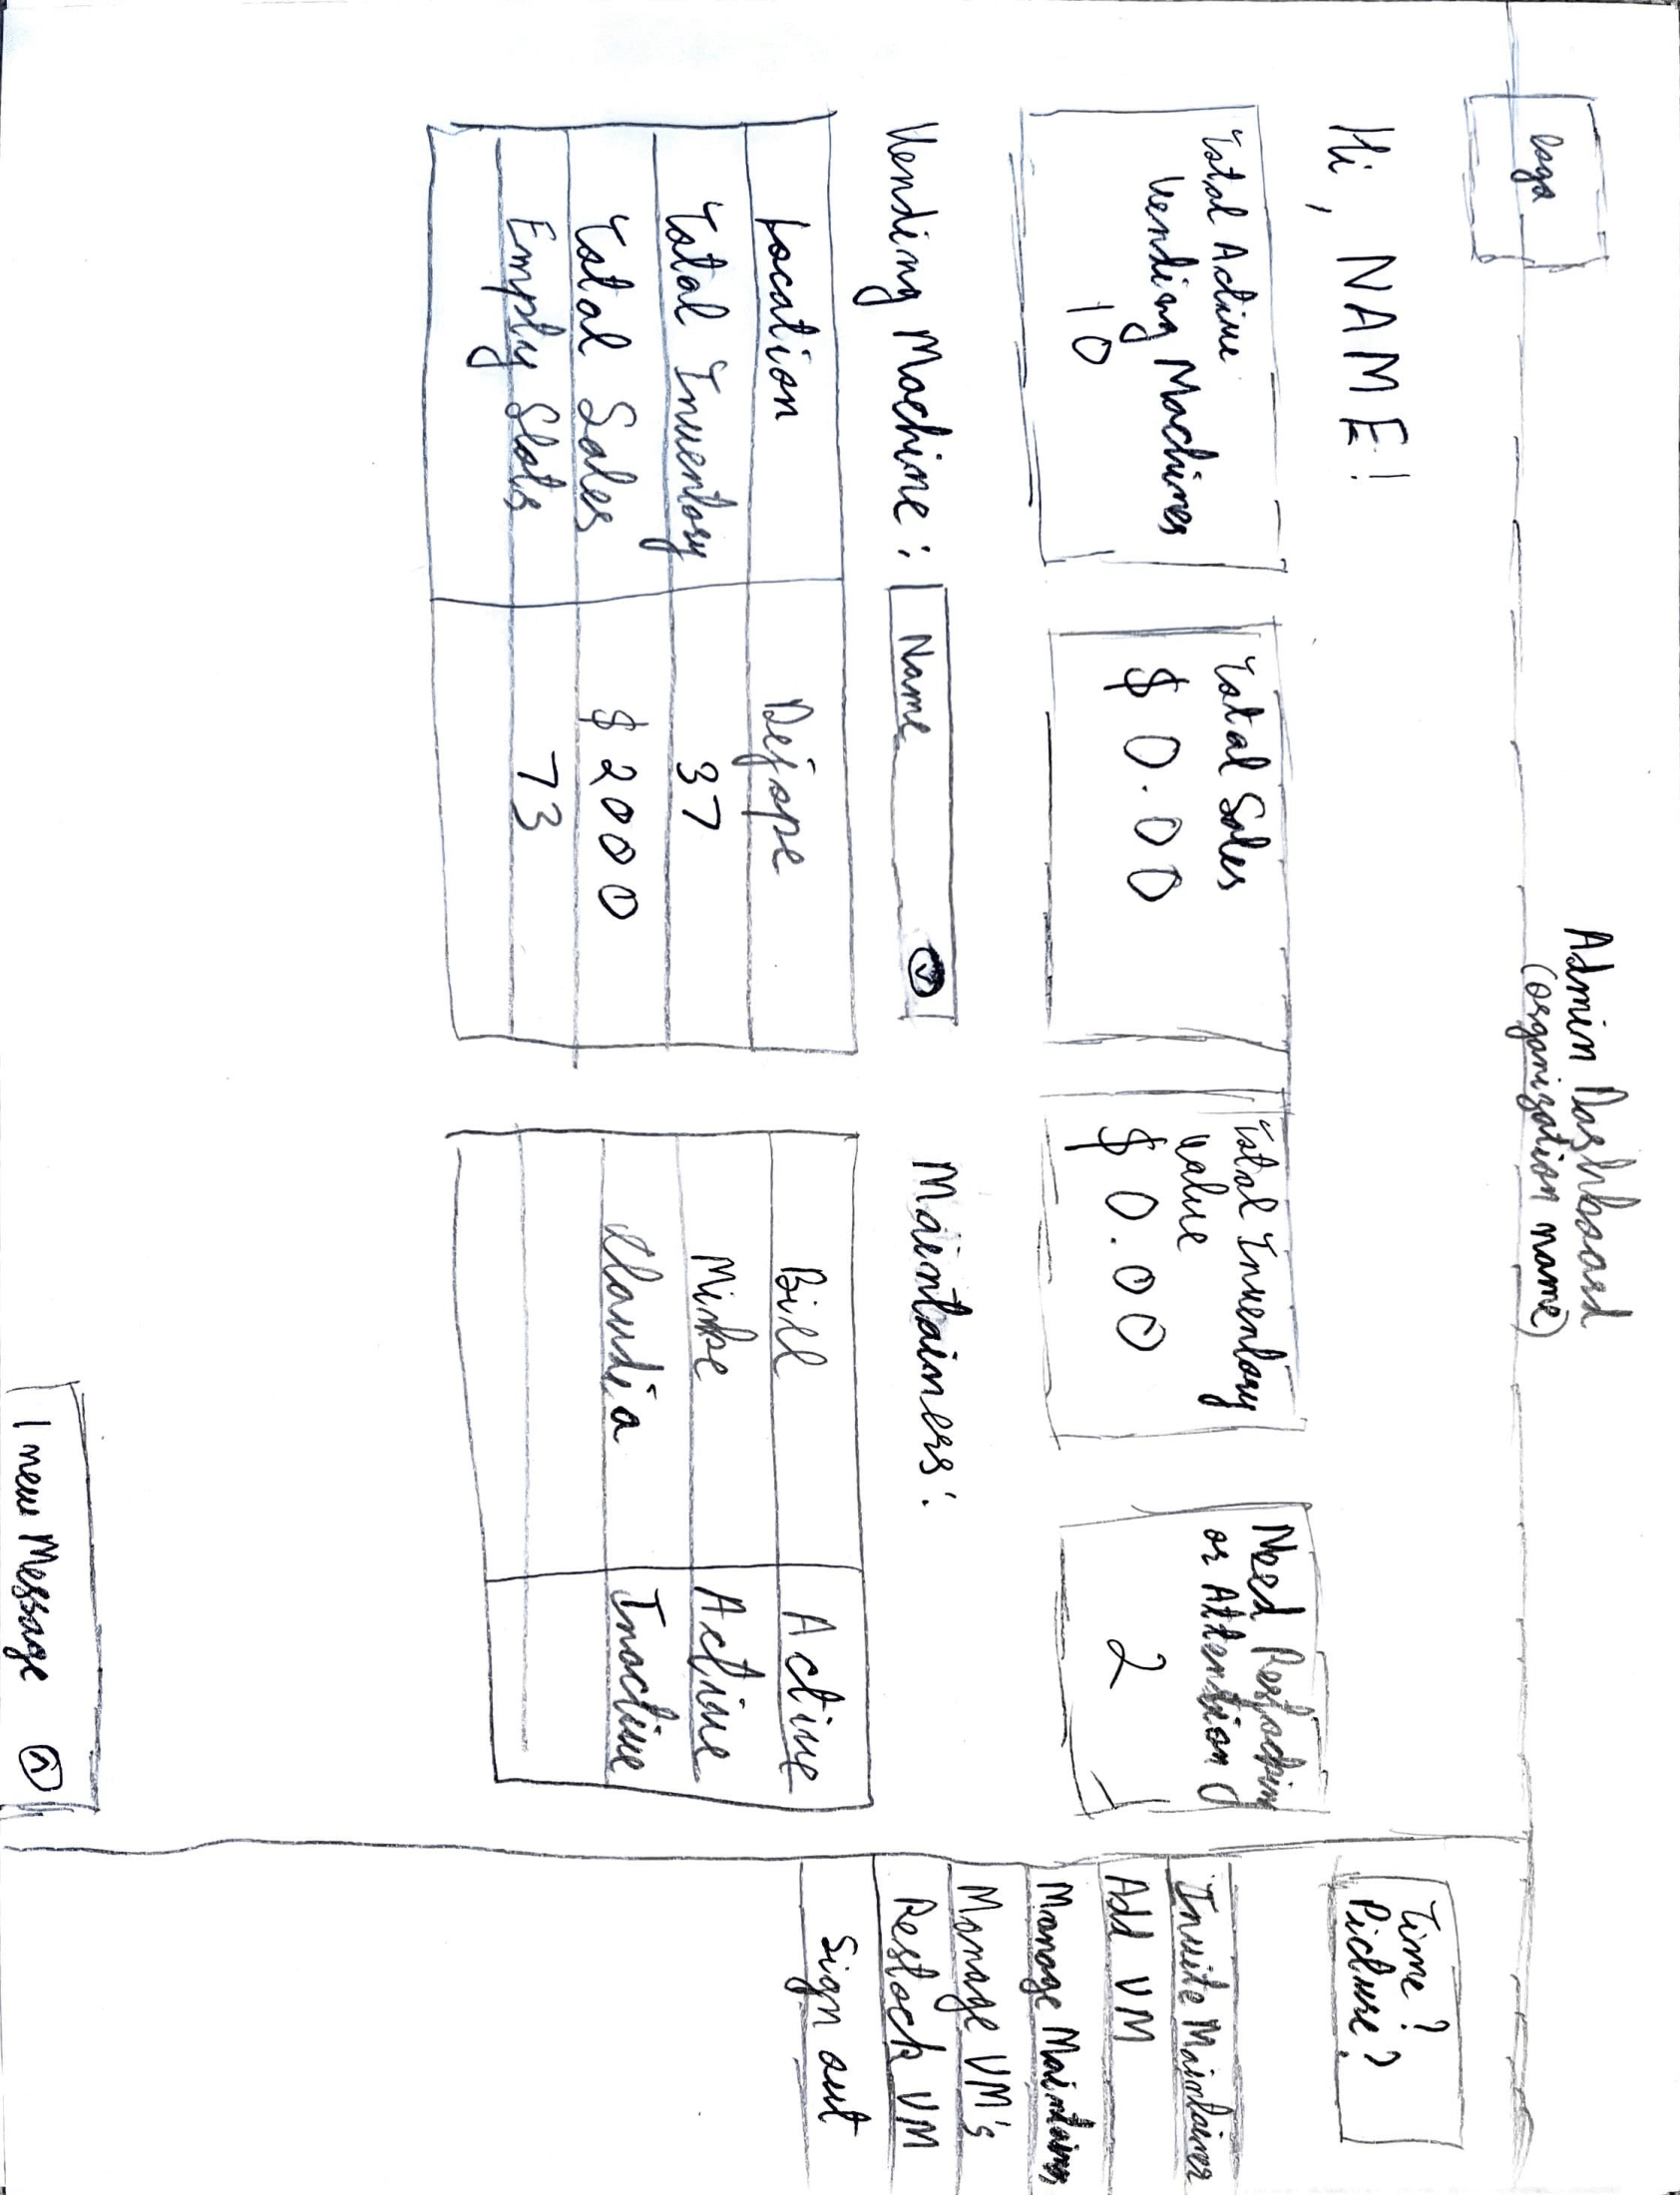 logo
Admin Dashboard
(organization name)
Hi, NAME!
Time?
Picture?
Total Active
Vending Machines
10
Total Sales
$ 0.00
Total Inventory
value
$ 0.00
Need Restocking
or Attention
2
Invite Maintainer
Add VM
Manage Maintainers
Manage VM's
Restock VM
Sign out
Vending Machine: Name
Location Dejope
Total Inventory 37
Total Sales $2000
Empty Slots 73
Maintainers:
Bill Active
Mike Active
Claudia Inactive
1 new Message